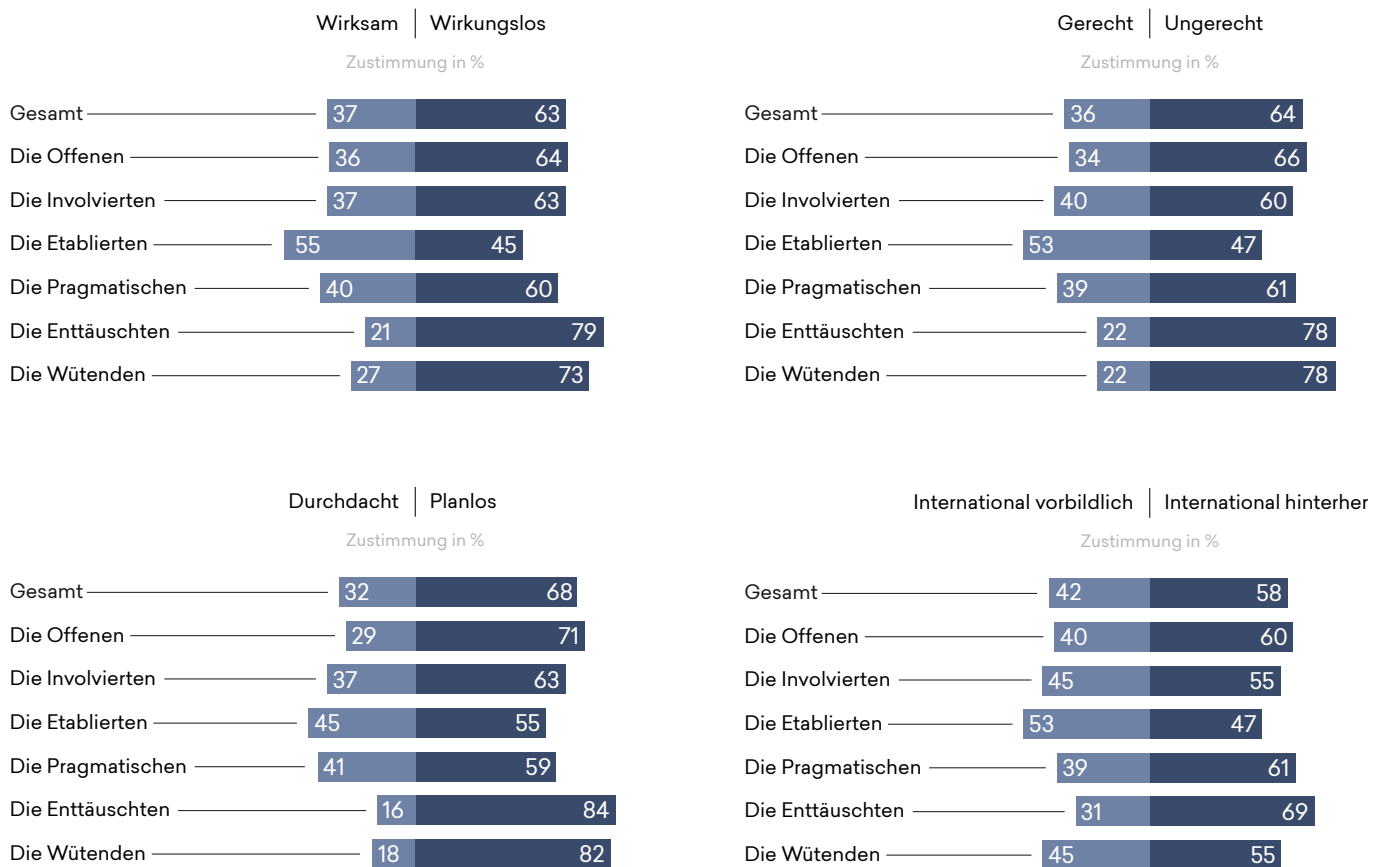 Wirksam Wirkungslos
Zustimmung in %
Gesamt 37 63
Die Offenen 36 64
Die Involvierten 37 63
Die Etablierten 55 45
Die Pragmatischen 40 60
Die Enttäuschten 21 79
Die Wütenden 27 73
Gerecht Ungerecht
Zustimmung in %
Gesamt 36 64
Die Offenen 34 66
Die Involvierten 40 60
Die Etablierten 53 47
Die Pragmatischen 39 61
Die Enttäuschten 22 78
Die Wütenden 22 78
Durchdacht Planlos
Zustimmung in %
Gesamt 32 68
Die Offenen 29 71
Die Involvierten 37 63
Die Etablierten 45 55
Die Pragmatischen 41 59
Die Enttäuschten 16 84
Die Wütenden 18 82
International vorbildlich International hinterher
Zustimmung in %
Gesamt 42 58
Die Offenen 40 60
Die Involvierten 45 55
Die Etablierten 53 47
Die Pragmatischen 39 61
Die Enttäuschten 31 69
Die Wütenden 45 55